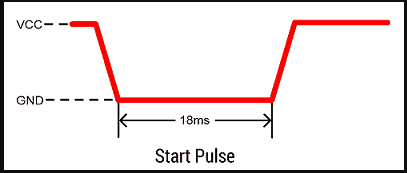 VCC
GND
18ms
Start Pulse